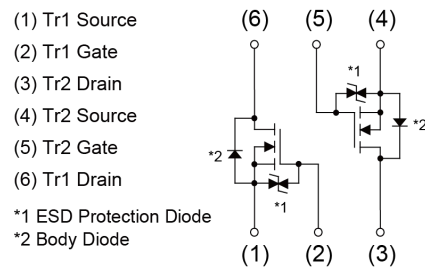 (1) Tr1 Source
(2) Tr1 Gate
(3) Tr2 Drain
(4) Tr2 Source
(5) Tr2 Gate
(6) Tr1 Drain
*1 ESD Protection Diode
*2 Body Diode
(6) (5) (4)
*1
*2
*2
*1
(1) (2) (3)